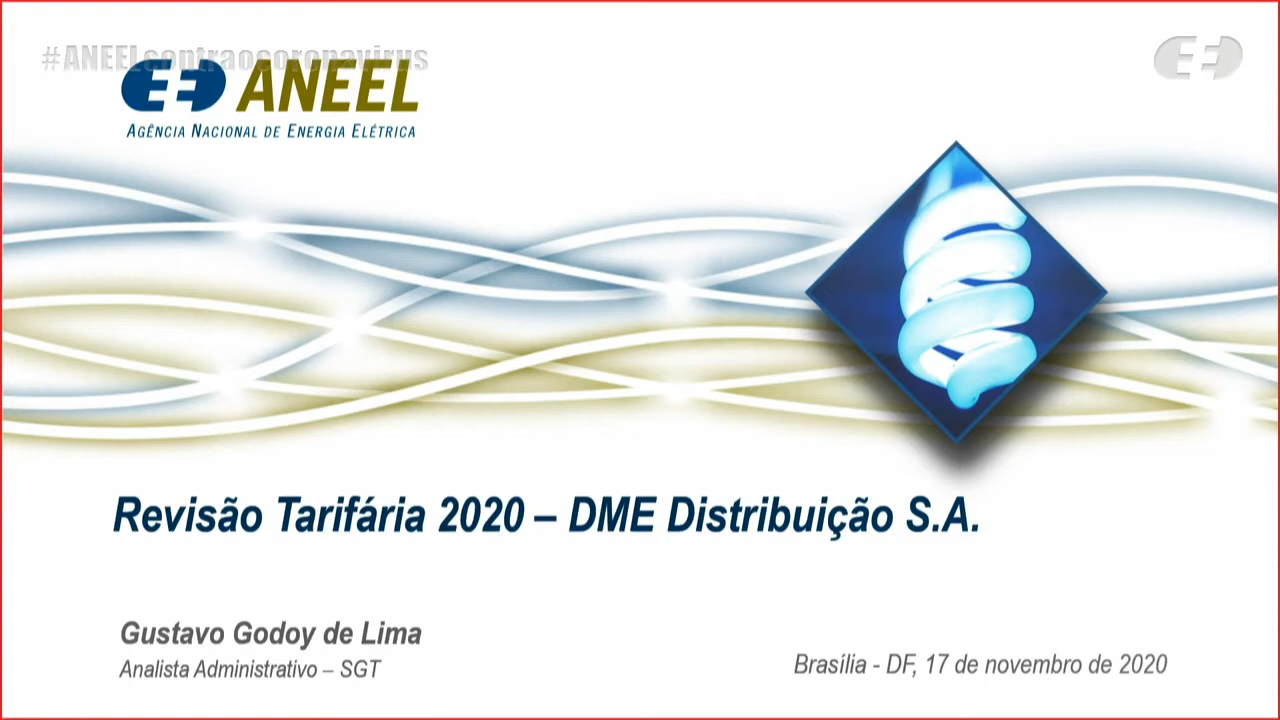 #ANEELcontraocoronavirus
ANEEL
AGÊNCIA NACIONAL DE ENERGIA ELÉTRICA
Revisão Tarifária 2020 – DME Distribuição S.A.
Gustavo Godoy de Lima
Analista Administrativo – SGT
Brasília - DF, 17 de novembro de 2020